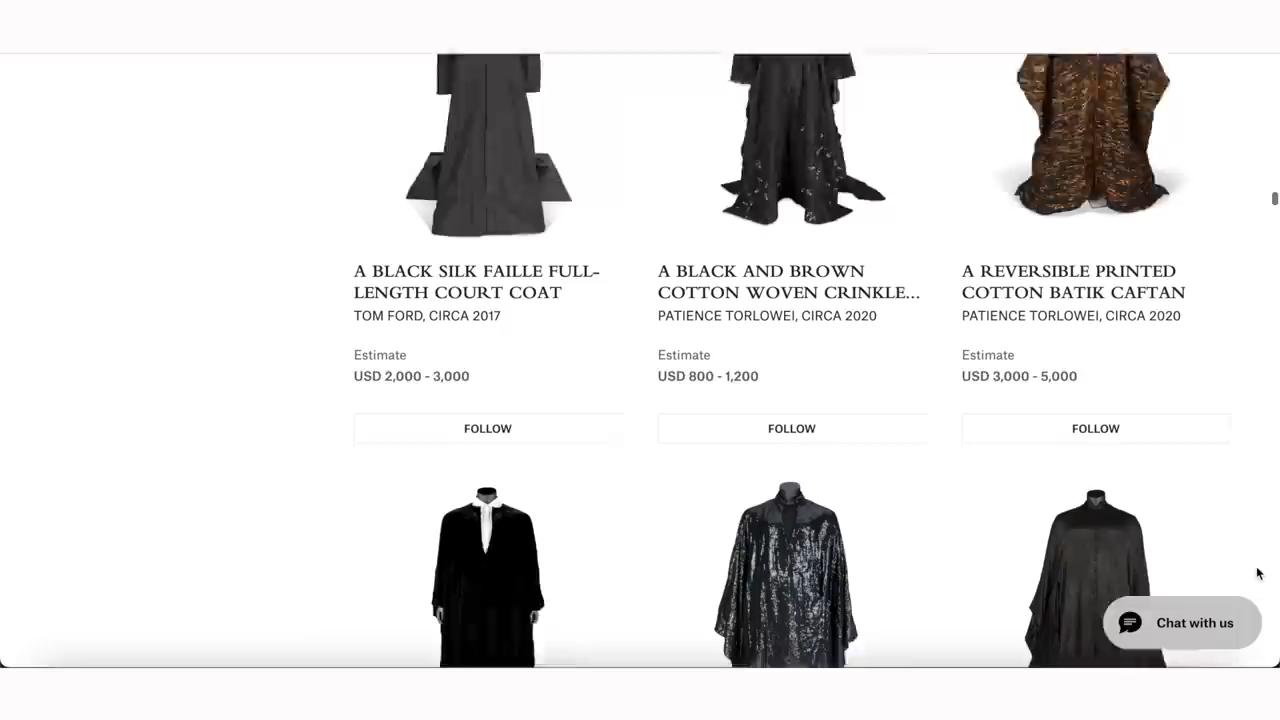 A BLACK SILK FAILLE FULL-
LENGTH COURT COAT
TOM FORD, CIRCA 2017
Estimate
USD 2,000 - 3,000
FOLLOW
A BLACK AND BROWN
COTTON WOVEN CRINKLE...
PATIENCE TORLOWEI, CIRCA 2020
Estimate
USD 800 - 1,200
FOLLOW
A REVERSIBLE PRINTED
COTTON BATIK CAFTAN
PATIENCE TORLOWEI, CIRCA 2020
Estimate
USD 3,000 - 5,000
FOLLOW
Chat with us